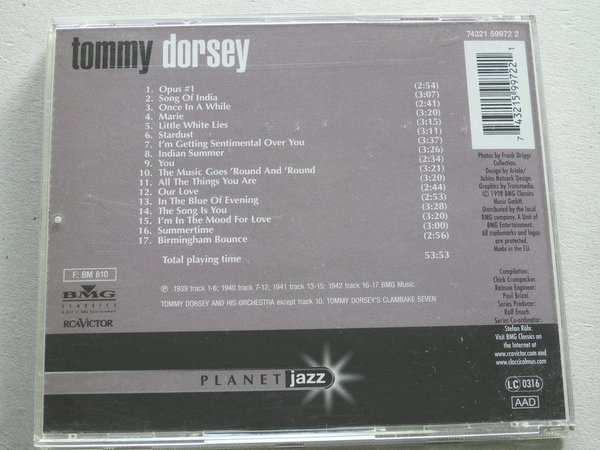 tommy dorsey
74321 59972 2
1. Opus #1 (2:54)
2. Song Of India (3:07)
3. Once In A While (2:41)
4. Marie (3:20)
5. Little White Lies (3:15)
6. Stardust (3:11)
7. I'm Getting Sentimental Over You (3:37)
8. Indian Summer (3:26)
9. You (2:34)
10. The Music Goes 'Round And 'Round (3:21)
11. All The Things You Are (3:20)
12. Our Love (2:44)
13. In The Blue Of Evening (2:53)
14. The Song Is You (3:28)
15. I'm In The Mood For Love (3:20)
16. Summertime (3:00)
17. Birmingham Bounce (2:56)
Total playing time 53:53
7 43215 99722 1
Photos by Frank Driggs
Collection.
Design by Ariola/
Achim Natzeck Design
Graphics by Transmedia.
© 1998 BMG Classics
Music GmbH.
Distributed by the local
BMG company. A Unit of
BMG Entertainment.
All trademarks and logos
are protected.
Made in the EU.
F: BM 810
BMG
CLASSICS
A unit of BMG Entertainment
RCAVICTOR
℗ 1939 track 1-6; 1940 track 7-12; 1941 track 13-15; 1942 track 16-17 BMG Music.
TOMMY DORSEY AND HIS ORCHESTRA except track 10: TOMMY DORSEY'S CLAMBAKE SEVEN
Compilation:
Chick Crumpacker.
Reissue Engineer:
Paul Brizzi.
Series Producer:
Rolf Enoch.
Series Co-ordinator:
Stefan Röhr.
Visit BMG Classics on
the Internet at
www.rcavictor.com and
www.classicalmus.com
PLANET jazz
LC 0316
AAD